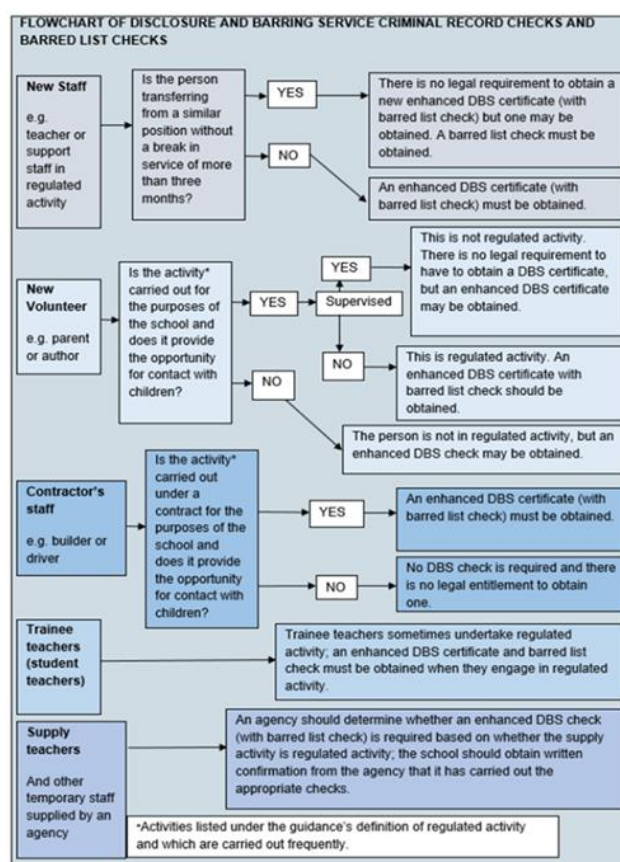 FLOWCHART OF DISCLOSURE AND BARRING SERVICE CRIMINAL RECORD CHECKS AND
BARRED LIST CHECKS
New Staff
e.g.
teacher or
support
staff in
regulated
activity
Is the person
transferring
from a similar
position without
a break in
service of more
than three
months?
YES
There is no legal requirement to obtain a
new enhanced DBS certificate (with
barred list check) but one may be
obtained. A barred list check must be
obtained.
NO
An enhanced DBS certificate (with
barred list check) must be obtained.
New
Volunteer
e.g. parent
or author
Is the activity*
carried out for
the purposes of
the school and
does it provide
the opportunity
for contact with
children?
YES
Supervised
YES
This is not regulated activity.
There is no legal requirement to
have to obtain a DBS certificate,
but an enhanced DBS certificate
may be obtained.
NO
This is regulated activity. An
enhanced DBS certificate with
barred list check should be
obtained.
NO
The person is not in regulated activity, but an
enhanced DBS check may be obtained.
Contractor's
staff
e.g. builder or
driver
Is the activity*
carried out
under a
contract for the
purposes of the
school and
does it provide
the opportunity
for contact with
children?
YES
An enhanced DBS certificate (with
barred list check) must be obtained.
NO
No DBS check is required and there
is no legal entitlement to obtain
one.
Trainee
teachers
(student
teachers)
Trainee teachers sometimes undertake regulated
activity; an enhanced DBS certificate and barred list
check must be obtained when they engage in regulated
activity.
Supply
teachers
And other
temporary staff
supplied by an
agency
An agency should determine whether an enhanced DBS check
(with barred list check) is required based on whether the supply
activity is regulated activity; the school should obtain written
confirmation from the agency that it has carried out the
appropriate checks.
*Activities listed under the guidance's definition of regulated activity
and which are carried out frequently.